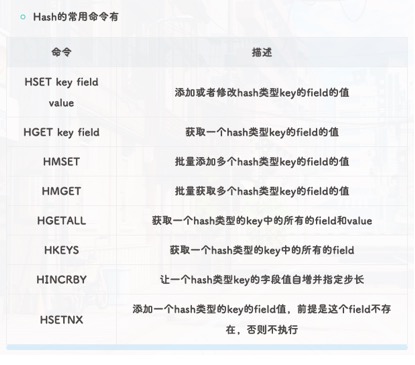 Hash的常用命令有
命令 描述
HSET key field
value
添加或者修改hash类型key的field的值
HGET key field 获取一个hash类型key的field的值
HMSET 批量添加多个hash类型key的field的值
HMGET 批量获取多个hash类型key的field的值
HGETALL 获取一个hash类型的key中的所有的field和value
HKEYS 获取一个hash类型的key中的所有的field
HINCRBY 让一个hash类型key的字段值自增并指定步长
HSETNX
添加一个hash类型的key的field值，前提是这个field不存
在，否则不执行